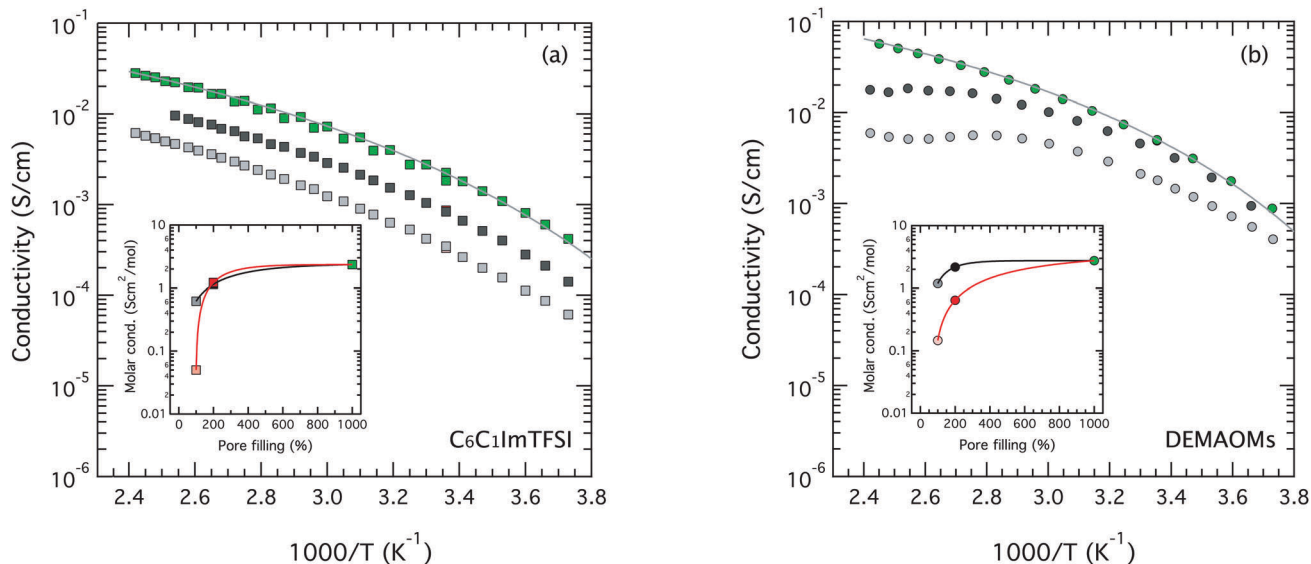 (a)
Conductivity (S/cm)
10⁻¹
10⁻²
10⁻³
10⁻⁴
10⁻⁵
10⁻⁶
2.4 2.6 2.8 3.0 3.2 3.4 3.6 3.8
1000/T (K⁻¹)
C₆C₁ImTFSI
Molar cond. (Scm²/mol)
10
6
4
2
1
6
4
2
0.1
6
4
2
0.01
0 200 400 600 800 1000
Pore filling (%)
(b)
Conductivity (S/cm)
10⁻¹
10⁻²
10⁻³
10⁻⁴
10⁻⁵
10⁻⁶
2.4 2.6 2.8 3.0 3.2 3.4 3.6 3.8
1000/T (K⁻¹)
DEMAOMs
Molar cond. (Scm²/mol)
10
6
4
2
1
6
4
2
0.1
6
4
2
0.01
0 200 400 600 800 1000
Pore filling (%)